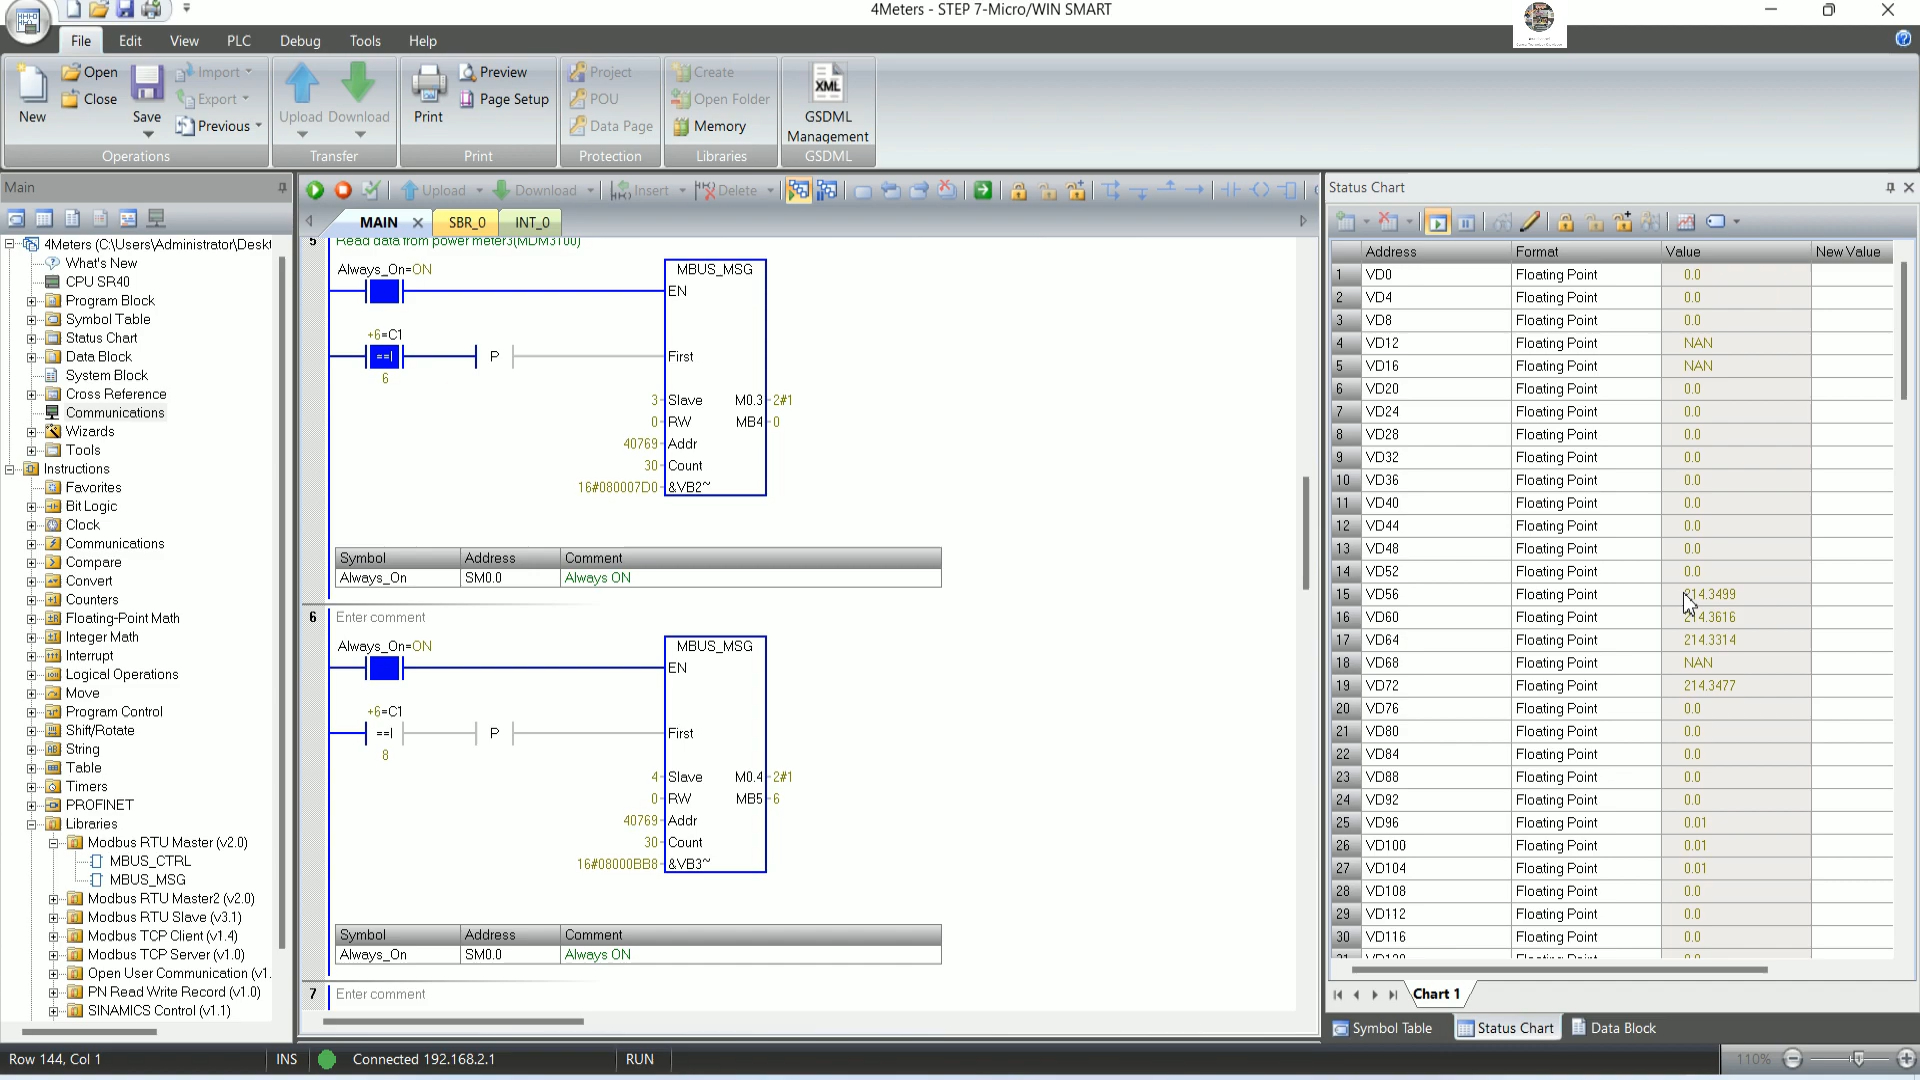 4Meters - STEP 7-Micro/WIN SMART
File Edit View PLC Debug Tools Help
New Open Close Save Import Export Previous
Upload Download
Print Preview Page Setup
Project POU Data Page
Create Open Folder Memory
XML GSDML Management
Operations Transfer Print Protection Libraries GSDML
Main
4Meters (C:\Users\Administrator\Deskt
What's New
CPU SR40
Program Block
Symbol Table
Status Chart
Data Block
System Block
Cross Reference
Communications
Wizards
Tools
Instructions
Favorites
Bit Logic
Clock
Communications
Compare
Convert
Counters
Floating-Point Math
Integer Math
Interrupt
Logical Operations
Move
Program Control
Shift/Rotate
String
Table
Timers
PROFINET
Libraries
Modbus RTU Master (v2.0)
MBUS_CTRL
MBUS_MSG
Modbus RTU Master2 (v2.0)
Modbus RTU Slave (v3.1)
Modbus TCP Client (v1.4)
Modbus TCP Server (v1.0)
Open User Communication (v1.
PN Read Write Record (v1.0)
SINAMICS Control (v1.1)
Upload Download Insert Delete
MAIN SBR_0 INT_0
5 Read data from power meter3(MDM3100)
Always_On=ON MBUS_MSG
EN
+6=C1
==I P First
6
3 Slave M0.3 2#1
0 RW MB4 0
40769 Addr
30 Count
16#080007D0 &VB2~
Symbol Address Comment
Always_On SM0.0 Always ON
6 Enter comment
Always_On=ON MBUS_MSG
EN
+6=C1
==I P First
8
4 Slave M0.4 2#1
0 RW MB5 6
40769 Addr
30 Count
16#08000BB8 &VB3~
Symbol Address Comment
Always_On SM0.0 Always ON
7 Enter comment
Status Chart
Address Format Value New Value
1 VD0 Floating Point 0.0
2 VD4 Floating Point 0.0
3 VD8 Floating Point 0.0
4 VD12 Floating Point NAN
5 VD16 Floating Point NAN
6 VD20 Floating Point 0.0
7 VD24 Floating Point 0.0
8 VD28 Floating Point 0.0
9 VD32 Floating Point 0.0
10 VD36 Floating Point 0.0
11 VD40 Floating Point 0.0
12 VD44 Floating Point 0.0
13 VD48 Floating Point 0.0
14 VD52 Floating Point 0.0
15 VD56 Floating Point 214.3499
16 VD60 Floating Point 214.3616
17 VD64 Floating Point 214.3314
18 VD68 Floating Point NAN
19 VD72 Floating Point 214.3477
20 VD76 Floating Point 0.0
21 VD80 Floating Point 0.0
22 VD84 Floating Point 0.0
23 VD88 Floating Point 0.0
24 VD92 Floating Point 0.0
25 VD96 Floating Point 0.01
26 VD100 Floating Point 0.01
27 VD104 Floating Point 0.01
28 VD108 Floating Point 0.0
29 VD112 Floating Point 0.0
30 VD116 Floating Point 0.0
Chart 1
Symbol Table Status Chart Data Block
Row 144, Col 1 INS Connected 192.168.2.1 RUN 110%